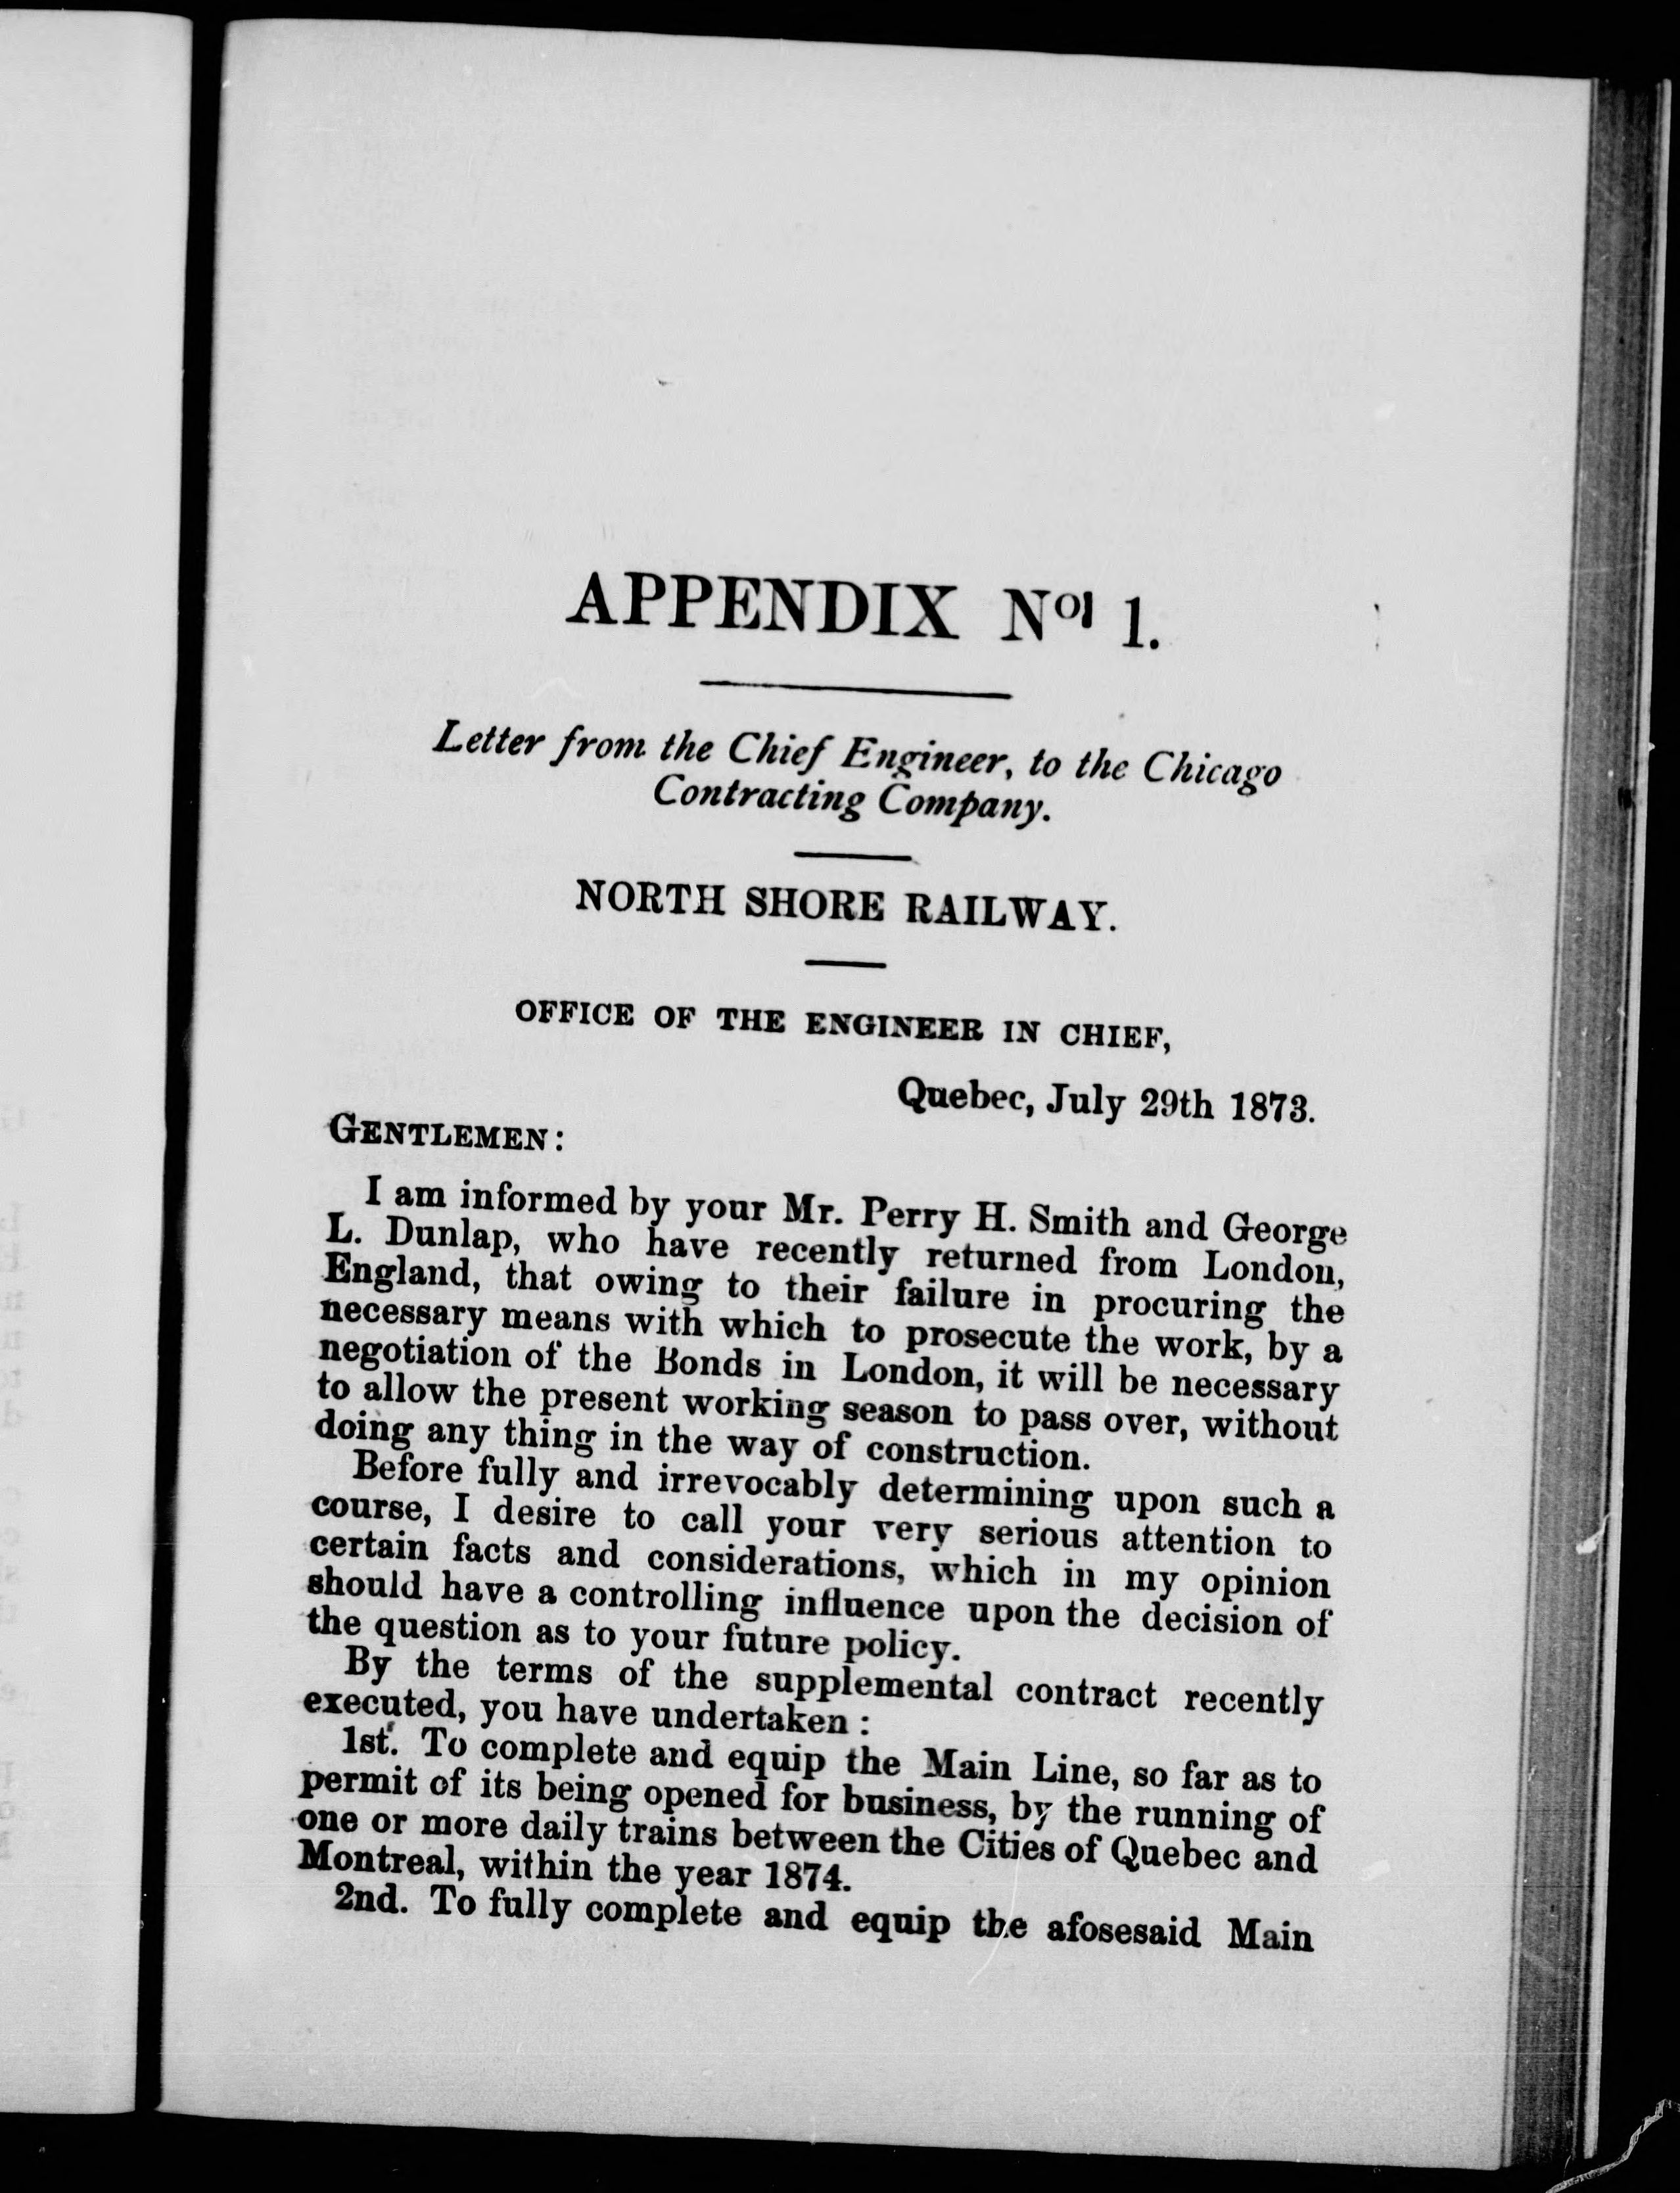 APPENDIX No 1.
Letter from the Chief Engineer, to the Chicago
Contracting Company.
NORTH SHORE RAILWAY.
OFFICE OF THE ENGINEER IN CHIEF,
Quebec, July 29th 1873.
GENTLEMEN:
I am informed by your Mr. Perry H. Smith and George
L. Dunlap, who have recently returned from London,
England, that owing to their failure in procuring the
necessary means with which to prosecute the work, by a
negotiation of the Bonds in London, it will be necessary
to allow the present working season to pass over, without
doing any thing in the way of construction.
Before fully and irrevocably determining upon such a
course, I desire to call your very serious attention to
certain facts and considerations, which in my opinion
should have a controlling influence upon the decision of
the question as to your future policy.
By the terms of the supplemental contract recently
executed, you have undertaken :
1st. To complete and equip the Main Line, so far as to
permit of its being opened for business, by the running of
one or more daily trains between the Cities of Quebec and
Montreal, within the year 1874.
2nd. To fully complete and equip the afosesaid Main